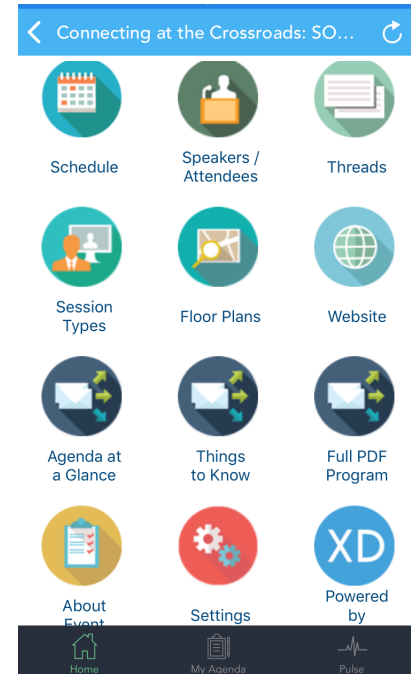 Connecting at the Crossroads: SO...
Schedule
Speakers /
Attendees
Threads
Session
Types
Floor Plans
Website
Agenda at
a Glance
Things
to Know
Full PDF
Program
About
Event
Settings
XD
Powered
by
Home
My Agenda
Pulse